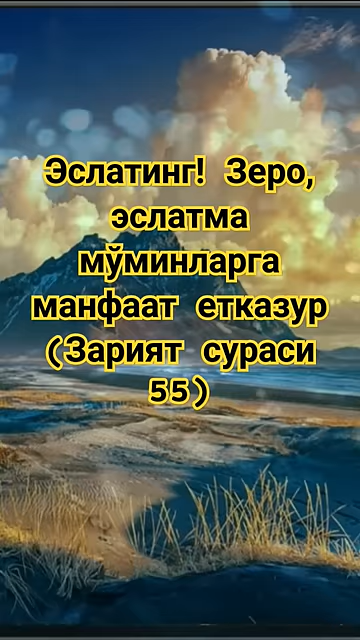 Эслатинг! Зеро,
эслатма
мўминларга
манфаат етказур
(Зарият сураси
55)